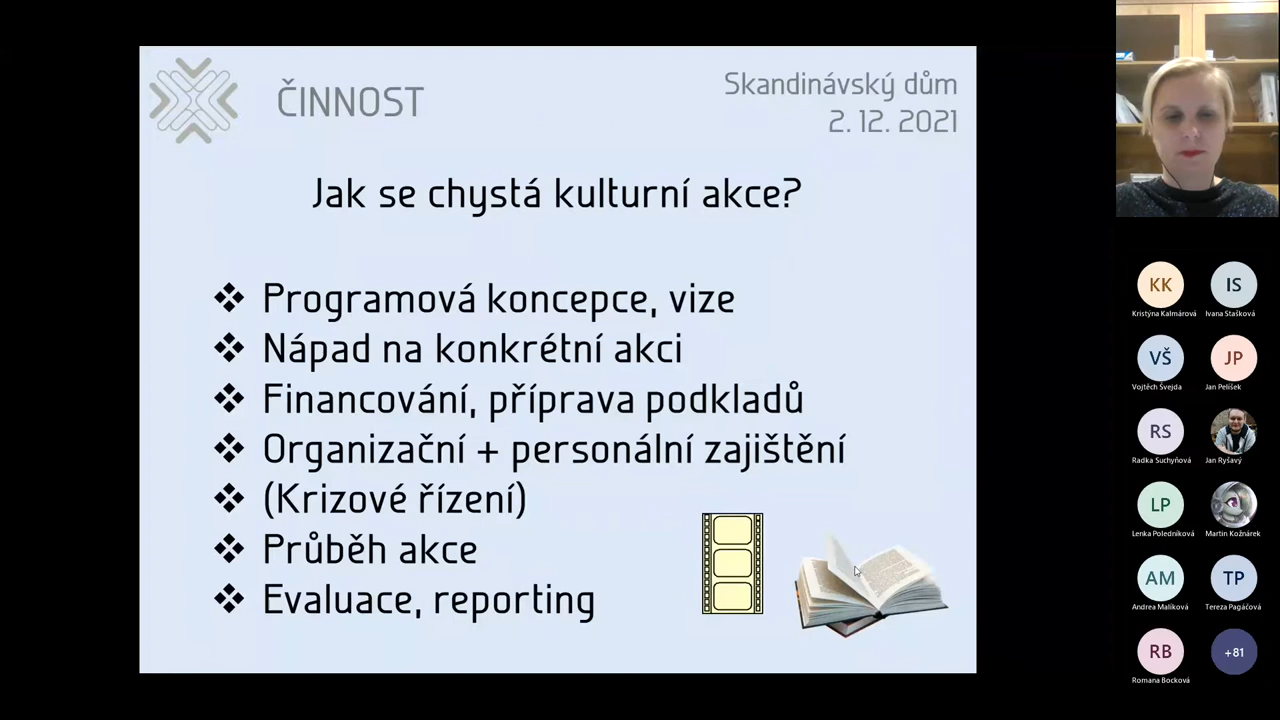 ČINNOST
Skandinávský dům
2. 12. 2021
Jak se chystá kulturní akce?
❖ Programová koncepce, vize
❖ Nápad na konkrétní akci
❖ Financování, příprava podkladů
❖ Organizační + personální zajištění
❖ (Krizové řízení)
❖ Průběh akce
❖ Evaluace, reporting
KK
Kristýna Kalmárová
IS
Ivana Stašková
VŠ
Vojtěch Švejda
JP
Jan Pelíšek
RS
Radka Suchyňová
Jan Ryšavý
LP
Lenka Poledníková
Martin Kožnárek
AM
Andrea Malíková
TP
Tereza Pagáčová
RB
Romana Bocková
+81